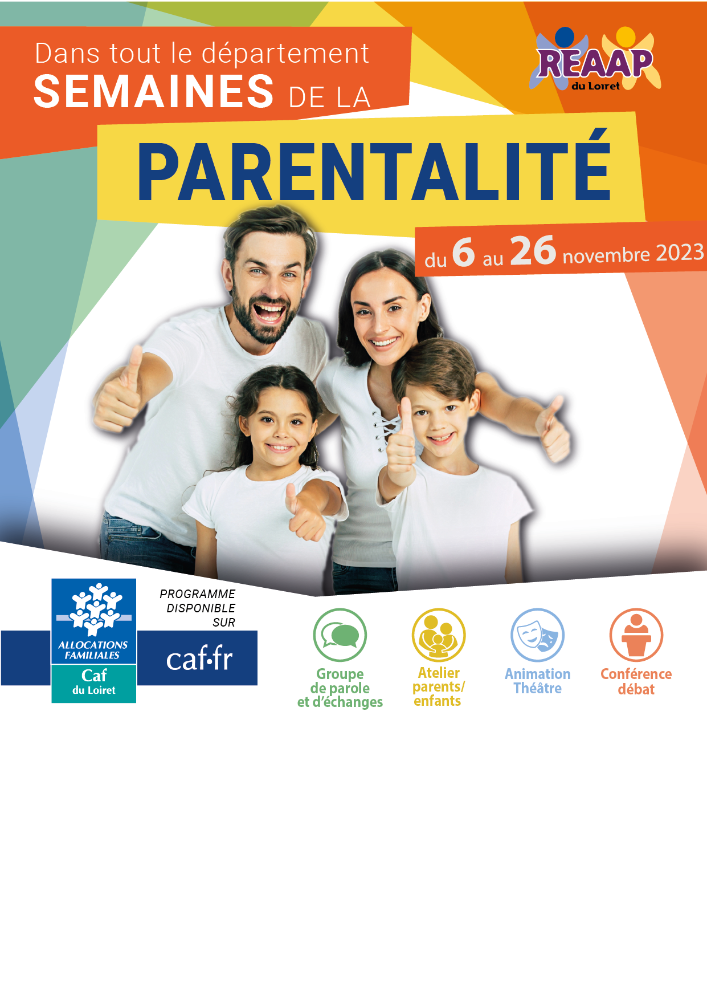 Dans tout le département
SEMAINES DE LA
PARENTALITÉ
REAAP
du Loiret
du 6 au 26 novembre 2023
PROGRAMME
DISPONIBLE
SUR
caf.fr
ALLOCATIONS
FAMILIALES
Caf
du Loiret
Groupe
de parole
et d'échanges
Atelier
parents/
enfants
Animation
Théâtre
Conférence
débat